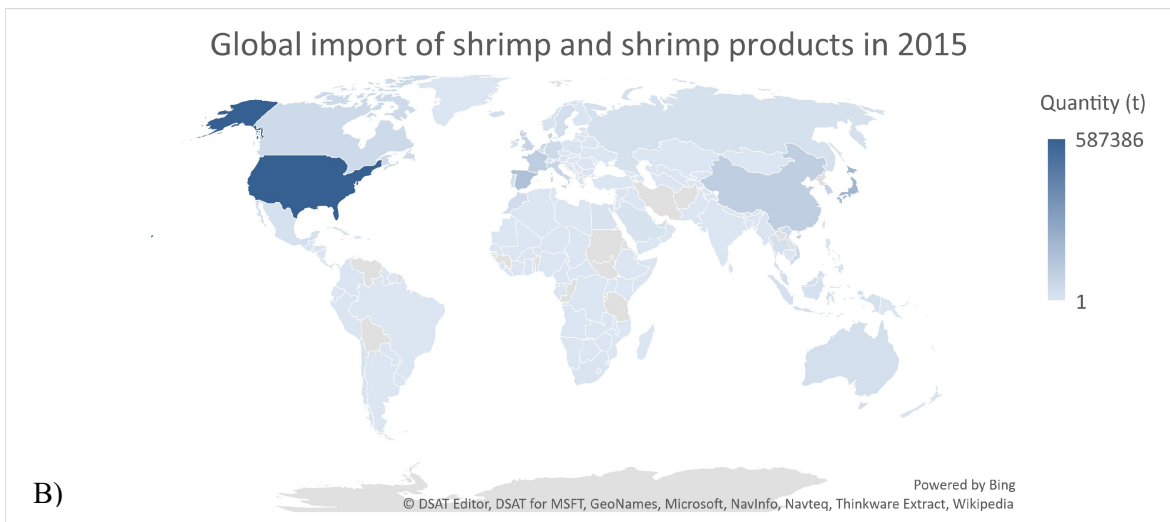 Global import of shrimp and shrimp products in 2015
Quantity (t)
587386
1
B)
Powered by Bing
© DSAT Editor, DSAT for MSFT, GeoNames, Microsoft, NavInfo, Navteq, Thinkware Extract, Wikipedia